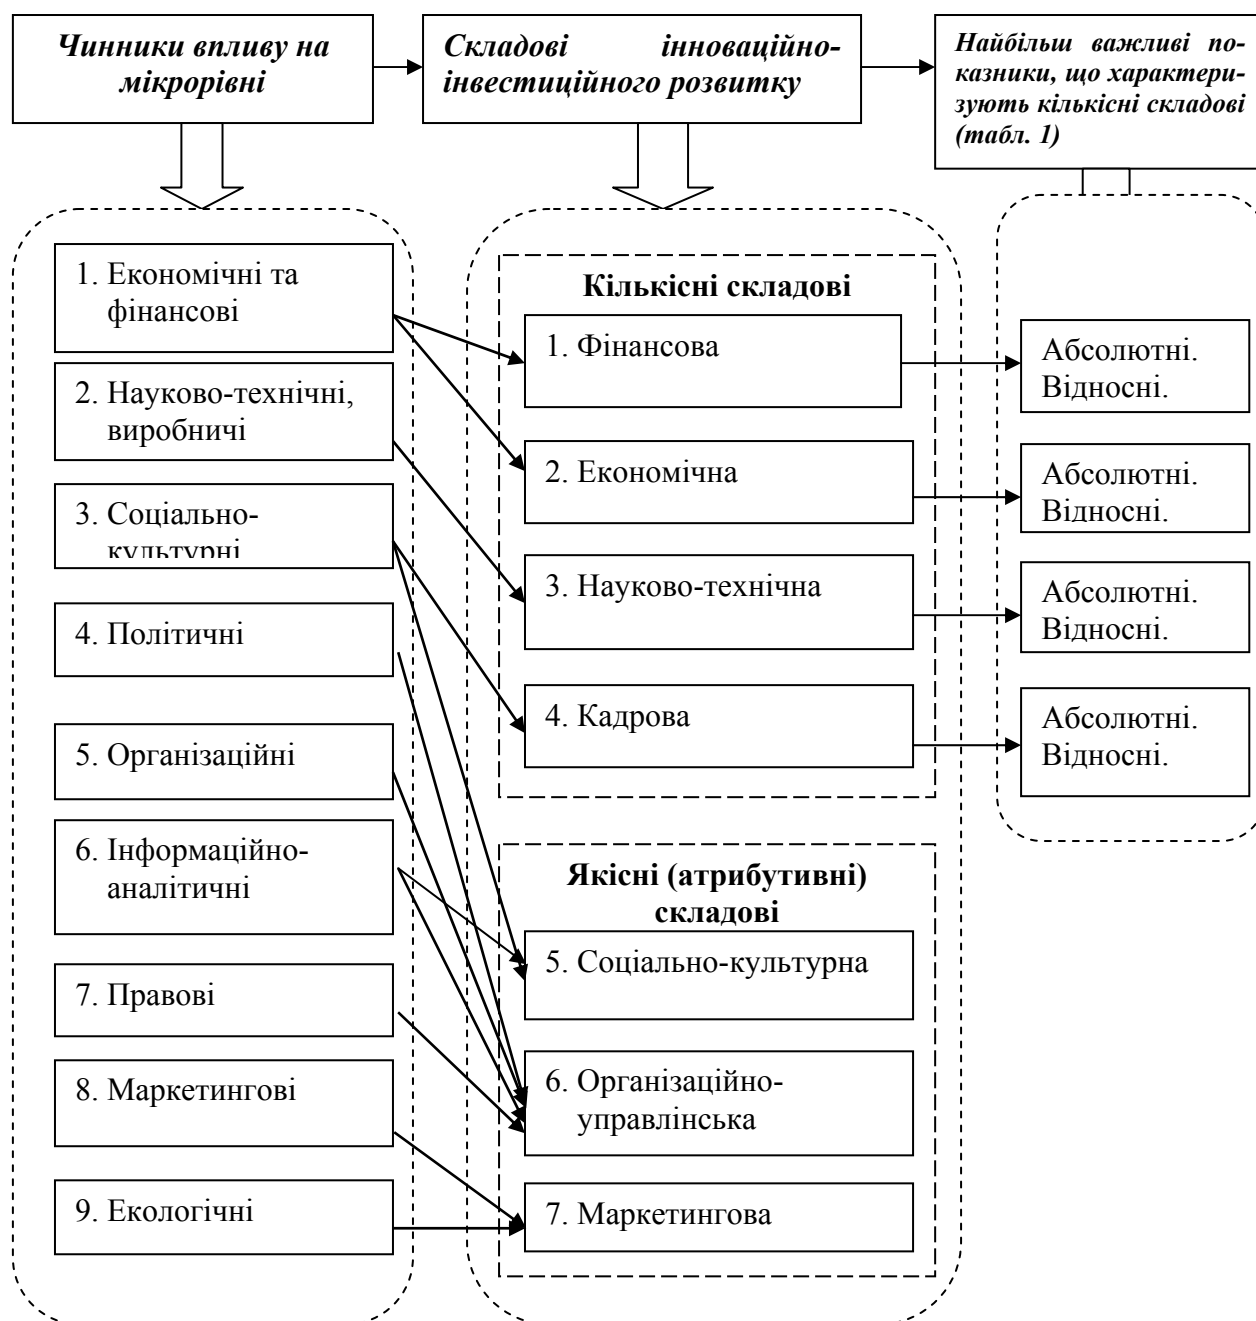 Чинники впливу на
мікрорівні
Складові інноваційно-
інвестиційного розвитку
Найбільш важливі по-
казники, що характери-
зують кількісні складові
(табл. 1)
1. Економічні та
фінансові
2. Науково-технічні,
виробничі
3. Соціально-
культурні
4. Політичні
5. Організаційні
6. Інформаційно-
аналітичні
7. Правові
8. Маркетингові
9. Екологічні
Кількісні складові
1. Фінансова
2. Економічна
3. Науково-технічна
4. Кадрова
Якісні (атрибутивні)
складові
5. Соціально-культурна
6. Організаційно-
управлінська
7. Маркетингова
Абсолютні.
Відносні.
Абсолютні.
Відносні.
Абсолютні.
Відносні.
Абсолютні.
Відносні.